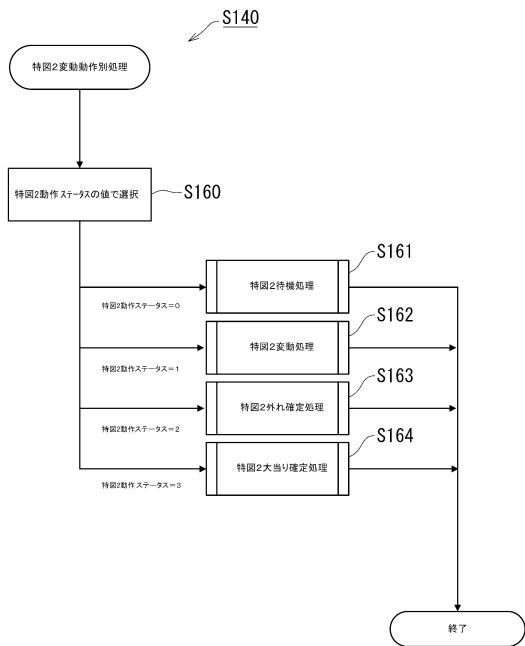 S140
特図2変動動作別処理
特図2動作ステータスの値で選択
S160
S161
特図2待機処理
特図2動作ステータス=0
S162
特図2変動処理
特図2動作ステータス=1
S163
特図2外れ確定処理
特図2動作ステータス=2
S164
特図2大当り確定処理
特図2動作ステータス=3
終了